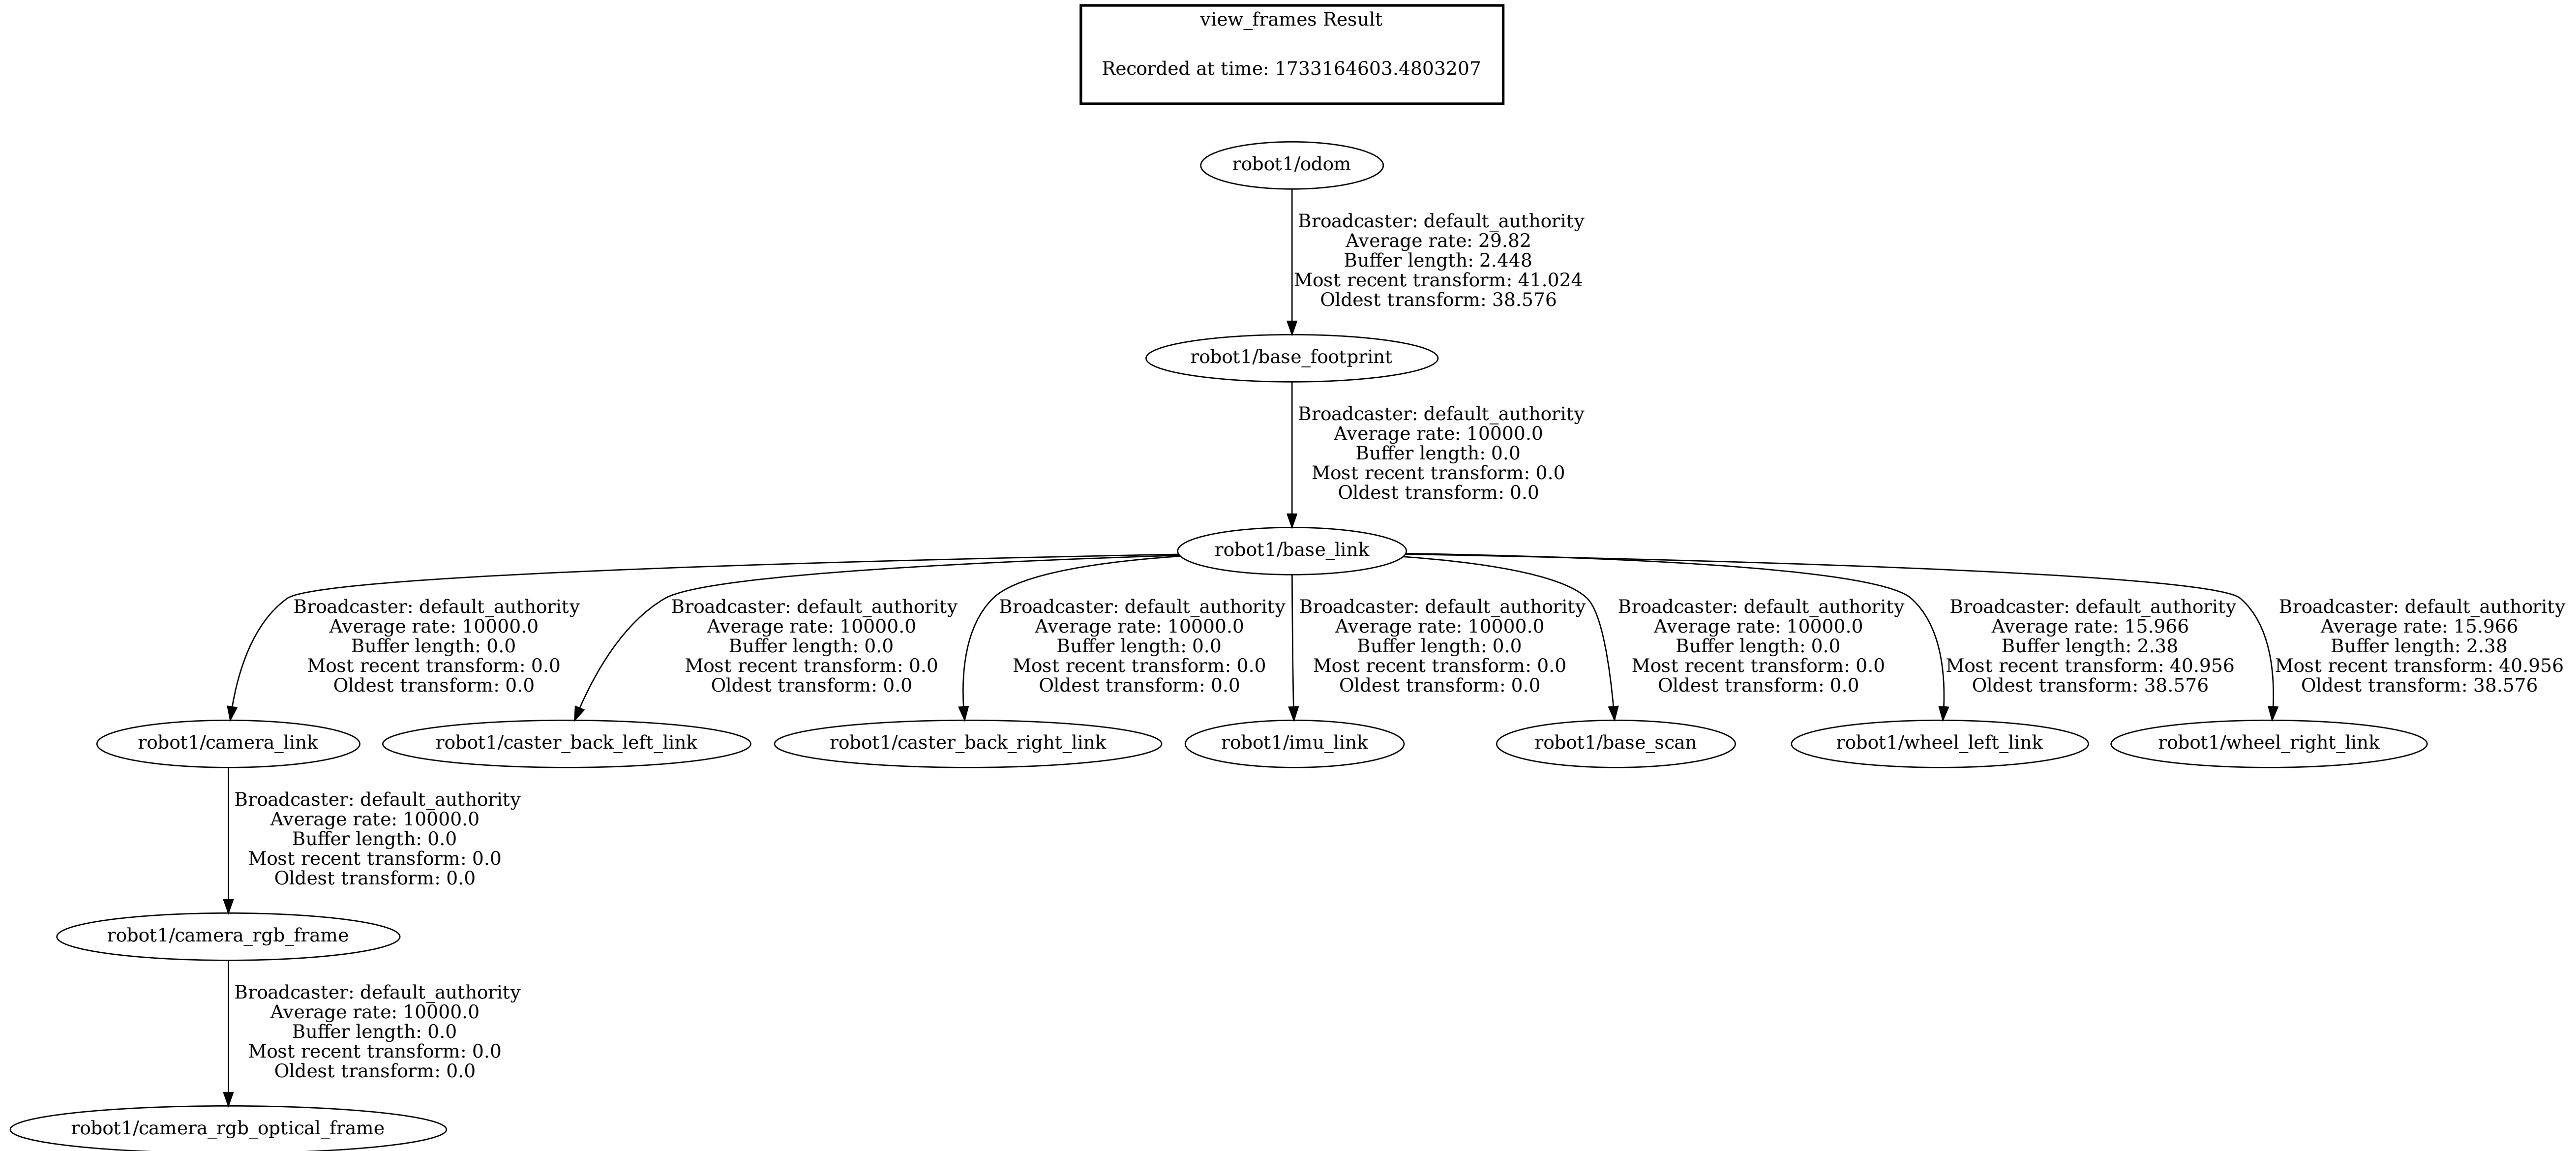 view_frames Result
Recorded at time: 1733164603.4803207
robot1/odom
Broadcaster: default_authority
Average rate: 29.82
Buffer length: 2.448
Most recent transform: 41.024
Oldest transform: 38.576
robot1/base_footprint
Broadcaster: default_authority
Average rate: 10000.0
Buffer length: 0.0
Most recent transform: 0.0
Oldest transform: 0.0
robot1/base_link
Broadcaster: default_authority
Average rate: 10000.0
Buffer length: 0.0
Most recent transform: 0.0
Oldest transform: 0.0
Broadcaster: default_authority
Average rate: 10000.0
Buffer length: 0.0
Most recent transform: 0.0
Oldest transform: 0.0
Broadcaster: default_authority
Average rate: 10000.0
Buffer length: 0.0
Most recent transform: 0.0
Oldest transform: 0.0
Broadcaster: default_authority
Average rate: 10000.0
Buffer length: 0.0
Most recent transform: 0.0
Oldest transform: 0.0
Broadcaster: default_authority
Average rate: 10000.0
Buffer length: 0.0
Most recent transform: 0.0
Oldest transform: 0.0
Broadcaster: default_authority
Average rate: 15.966
Buffer length: 2.38
Most recent transform: 40.956
Oldest transform: 38.576
Broadcaster: default_authority
Average rate: 15.966
Buffer length: 2.38
Most recent transform: 40.956
Oldest transform: 38.576
robot1/camera_link
robot1/caster_back_left_link
robot1/caster_back_right_link
robot1/imu_link
robot1/base_scan
robot1/wheel_left_link
robot1/wheel_right_link
Broadcaster: default_authority
Average rate: 10000.0
Buffer length: 0.0
Most recent transform: 0.0
Oldest transform: 0.0
robot1/camera_rgb_frame
Broadcaster: default_authority
Average rate: 10000.0
Buffer length: 0.0
Most recent transform: 0.0
Oldest transform: 0.0
robot1/camera_rgb_optical_frame